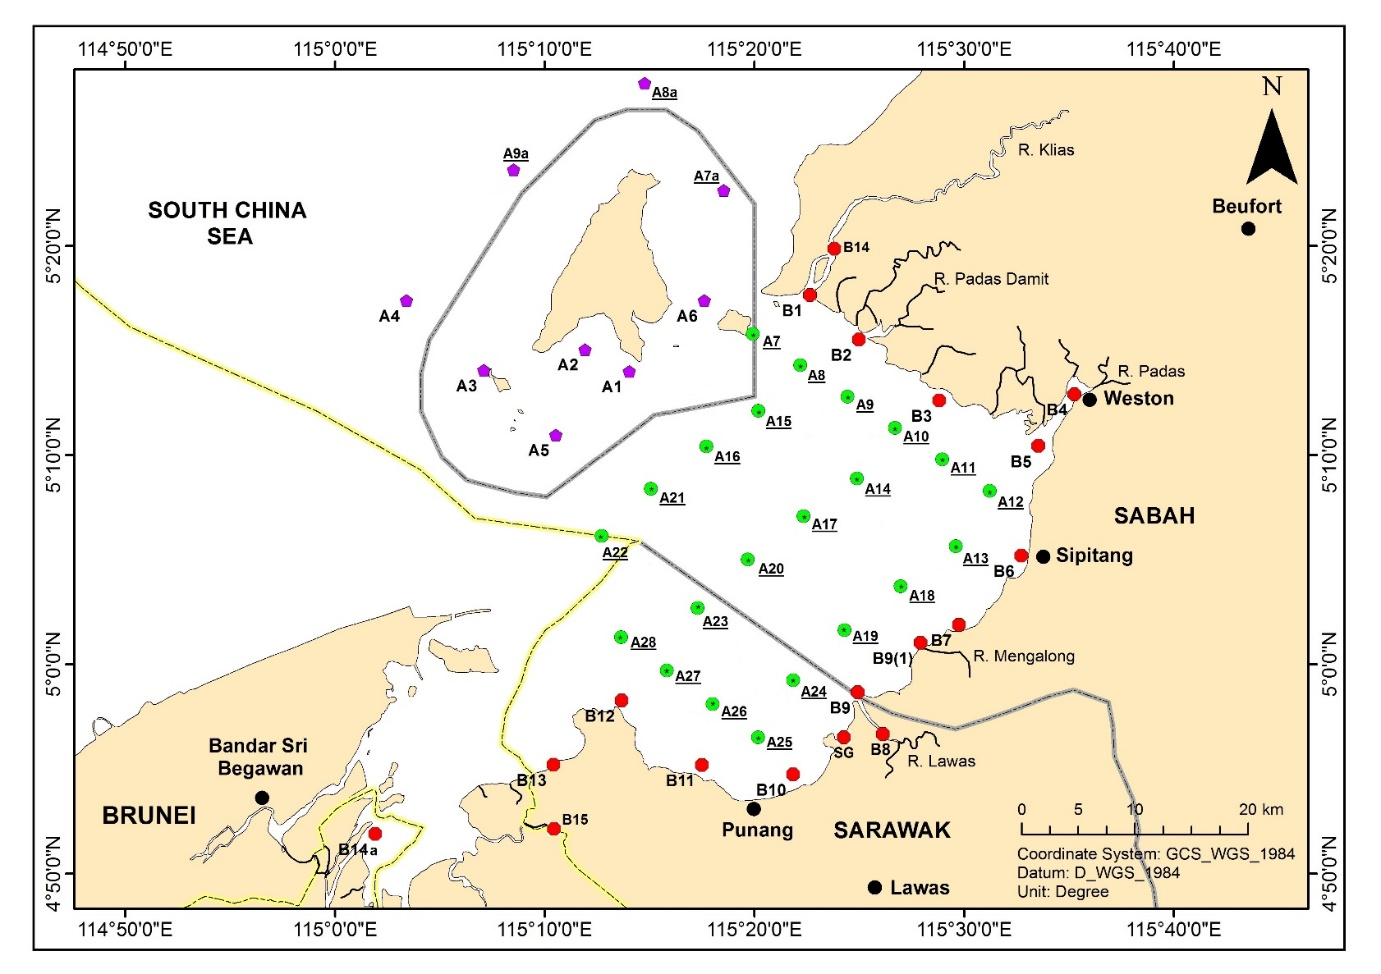 114°50'0"E 115°0'0"E 115°10'0"E 115°20'0"E 115°30'0"E 115°40'0"E
A8a
N
A9a
R. Klias
A7a
Beufort
SOUTH CHINA
SEA
5°20'0"N
5°20'0"N
B14
R. Padas Damit
A4
A6
B1
A7
B2
A2
R. Padas
A3
A1
A8
A9
B3
B4
Weston
A15
A10
A5
A16
B5
A11
5°10'0"N
5°10'0"N
A21
A14
A12
A17
SABAH
A22
A13
Sipitang
B6
A20
A18
A23
A28
A19
B7
B9(1)
R. Mengalong
5°0'0"N
5°0'0"N
A27
A24
A26
B9
B12
A25
Bandar Sri
Begawan
SG
B8
R. Lawas
B13
B11
B10
BRUNEI
B15
Punang
SARAWAK
0 5 10 20 km
B14a
Coordinate System: GCS_WGS_1984
Datum: D_WGS_1984
Unit: Degree
4°50'0"N
4°50'0"N
Lawas
114°50'0"E 115°0'0"E 115°10'0"E 115°20'0"E 115°30'0"E 115°40'0"E